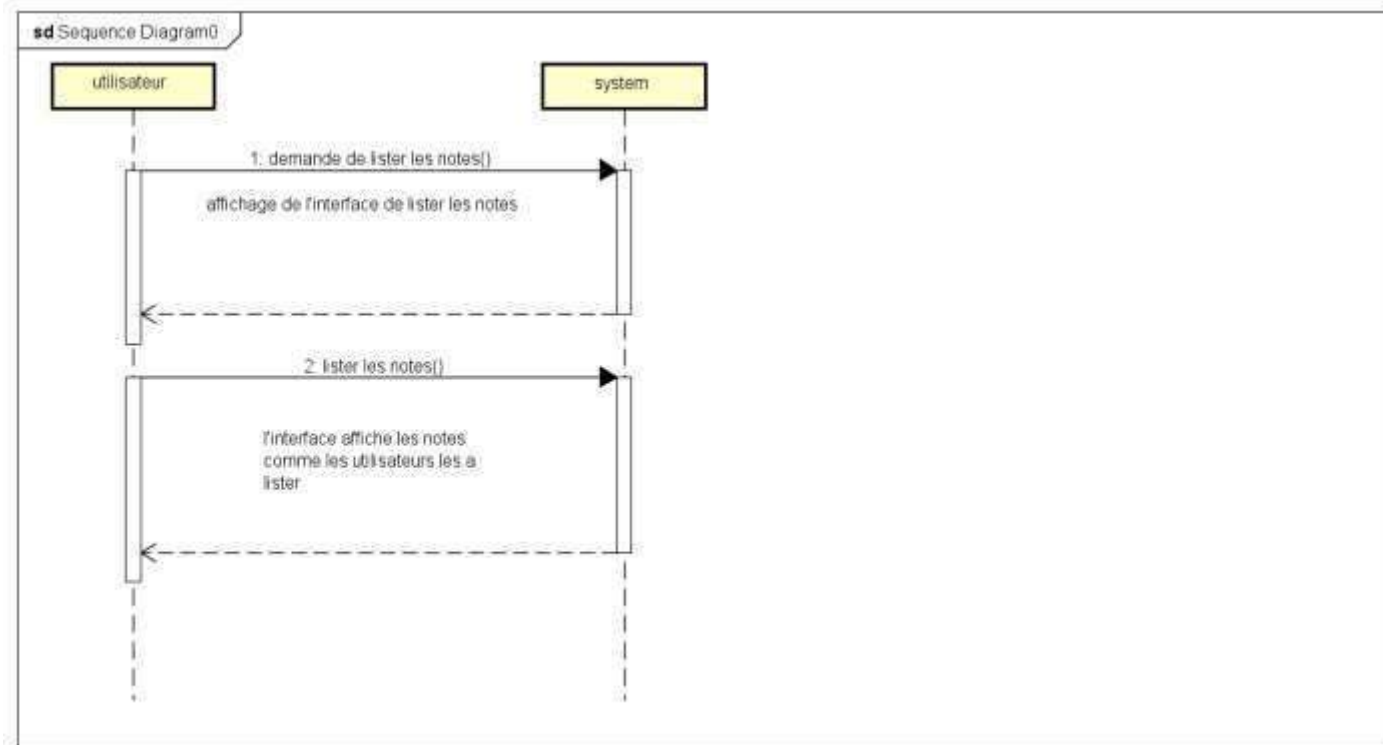 sd Sequence Diagram0
utilisateur
system
1: demande de lister les notes()
affichage de l'interface de lister les notes
2: lister les notes()
l'interface affiche les notes
comme les utilisateurs les a
lister